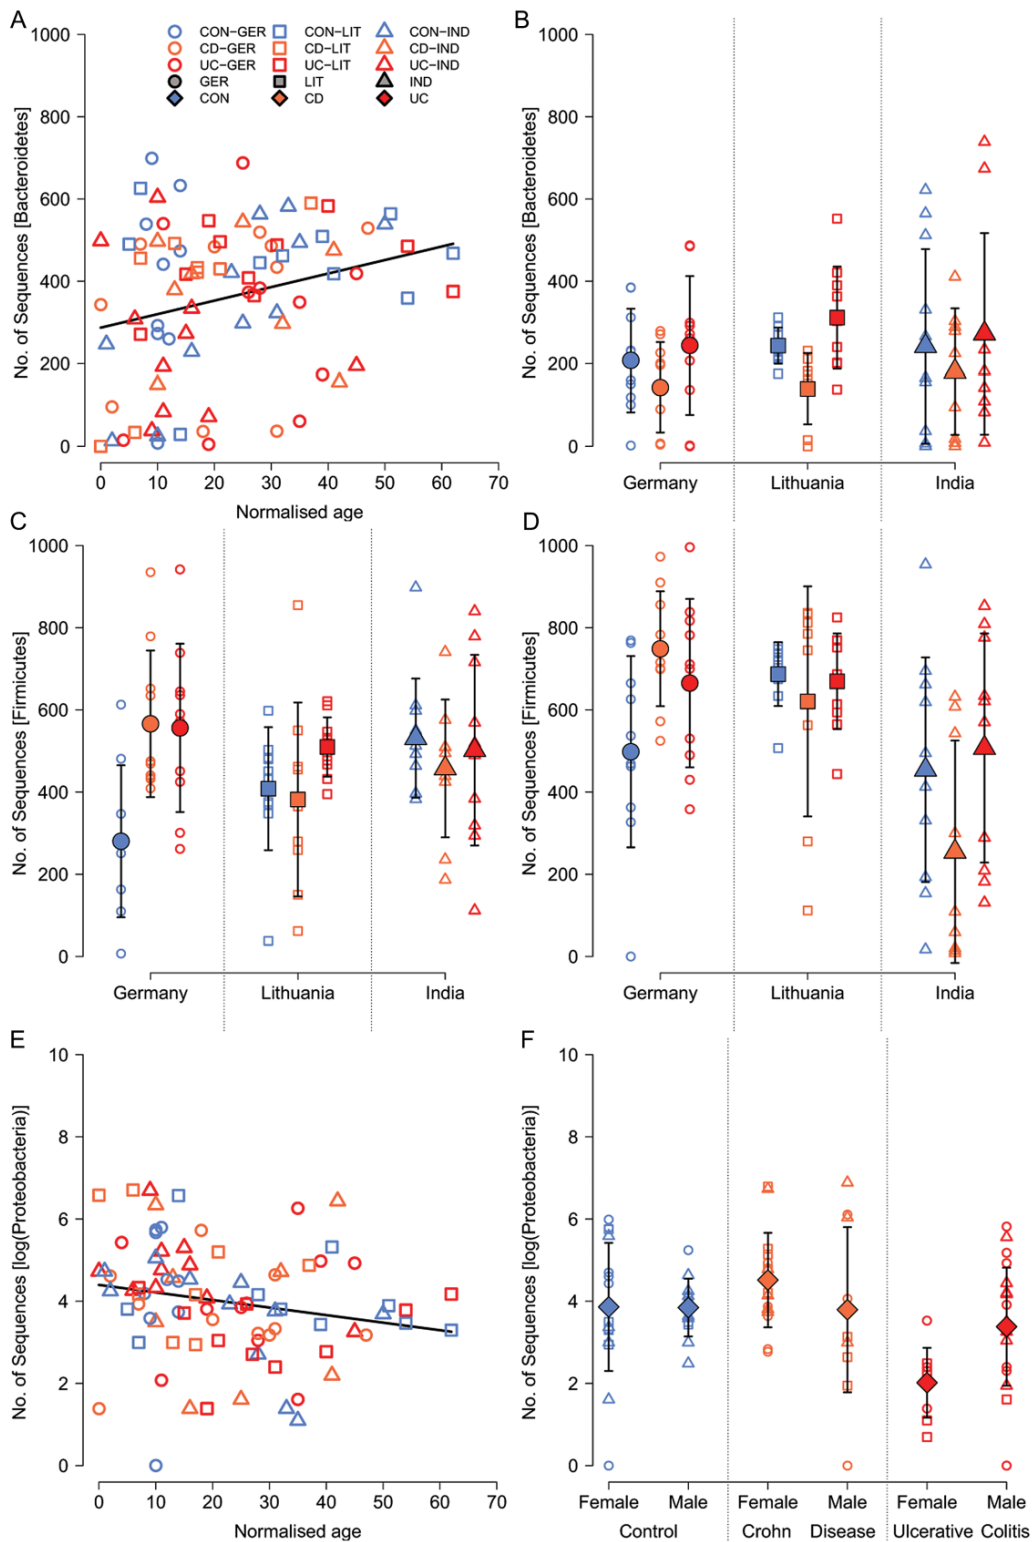 A
CON-GER CON-LIT CON-IND
CD-GER CD-LIT CD-IND
UC-GER UC-LIT UC-IND
GER LIT IND
CON CD UC
No. of Sequences [Bacteroidetes]
1000
800
600
400
200
0
0 10 20 30 40 50 60 70
Normalised age
B
No. of Sequences [Bacteroidetes]
1000
800
600
400
200
0
Germany Lithuania India
C
No. of Sequences [Firmicutes]
1000
800
600
400
200
0
Germany Lithuania India
D
No. of Sequences [Firmicutes]
1000
800
600
400
200
0
Germany Lithuania India
E
No. of Sequences [log(Proteobacteria)]
10
8
6
4
2
0
0 10 20 30 40 50 60 70
Normalised age
F
No. of Sequences [log(Proteobacteria)]
10
8
6
4
2
0
Female Male Female Male Female Male
Control Crohn Disease Ulcerative Colitis